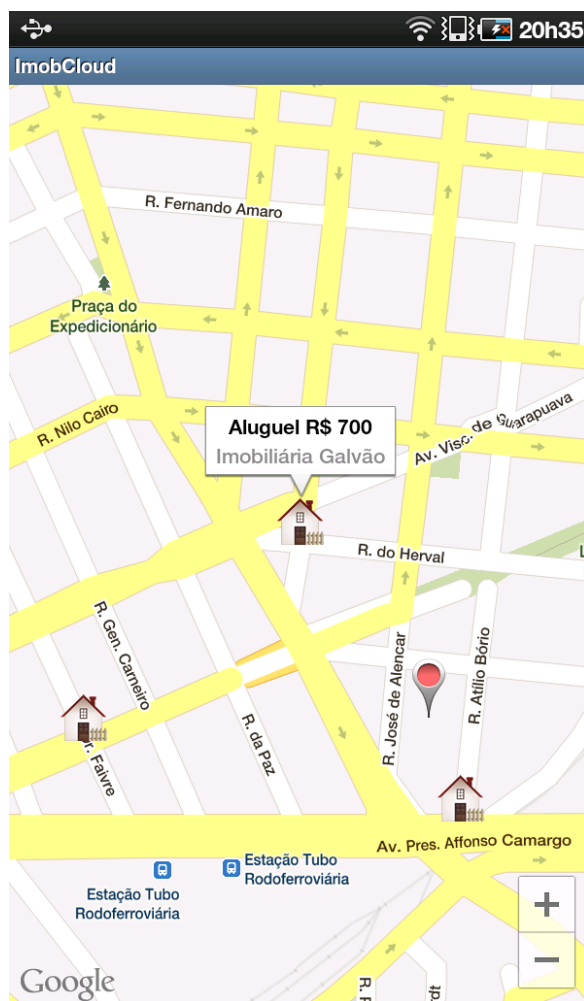 20h35
ImobCloud
R. Fernando Amaro
Praça do
Expedicionário
R. Nilo Cairo
Aluguel R$ 700
Imobiliária Galvão
Av. Visc. de Guarapuava
R. do Herval
R. Gen. Carneiro
R. José de Alencar
R. Atílio Bório
R. da Paz
Faivre
Av. Pres. Affonso Camargo
Estação Tubo
Rodoferroviária
Estação Tubo
Rodoferroviária
Google